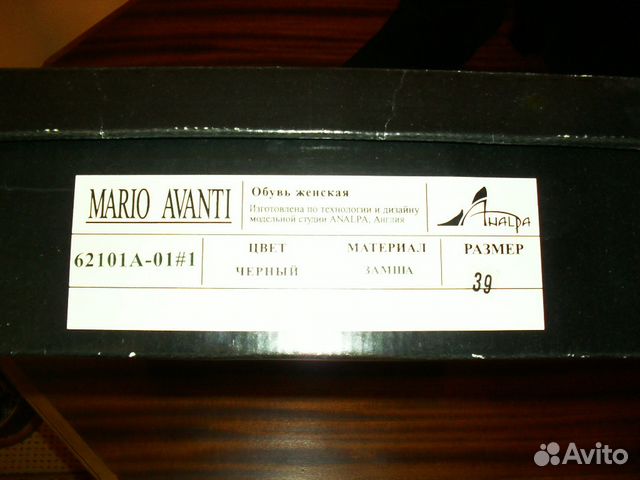 MARIO AVANTI
Обувь женская
Изготовлена по технологии и дизайну
модельной студии ANALPA, Англия
ANALPA
62101A-01#1
ЦВЕТ
ЧЕРНЫЙ
МАТЕРИАЛ
ЗАМША
РАЗМЕР
39
Avito